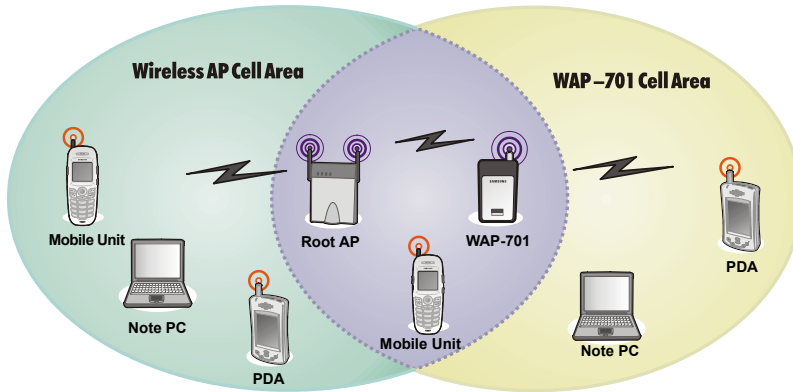 Wireless AP Cell Area
WAP –701 Cell Area
SAMSUNG
Mobile Unit
Root AP
WAP-701
PDA
Note PC
Mobile Unit
Note PC
PDA